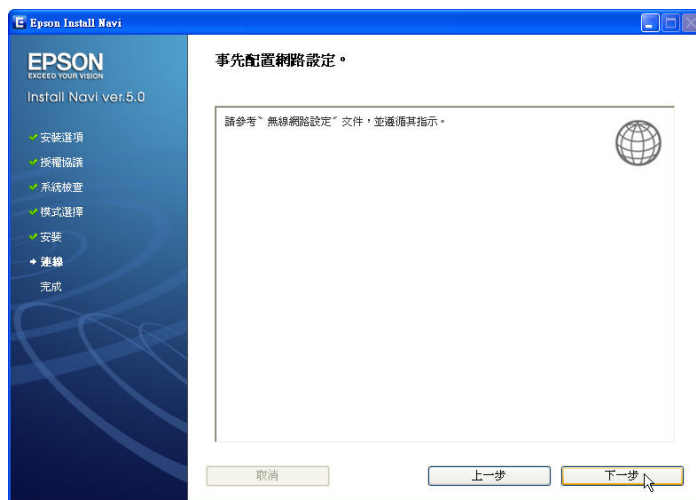 Epson Install Navi
EPSON
EXCEED YOUR VISION
Install Navi ver.5.0
安裝選項
授權協議
系統檢查
模式選擇
安裝
連線
完成
事先配置網路設定。
請參考〝無線網路設定〞文件，並遵循其指示。
取消
上一步
下一步